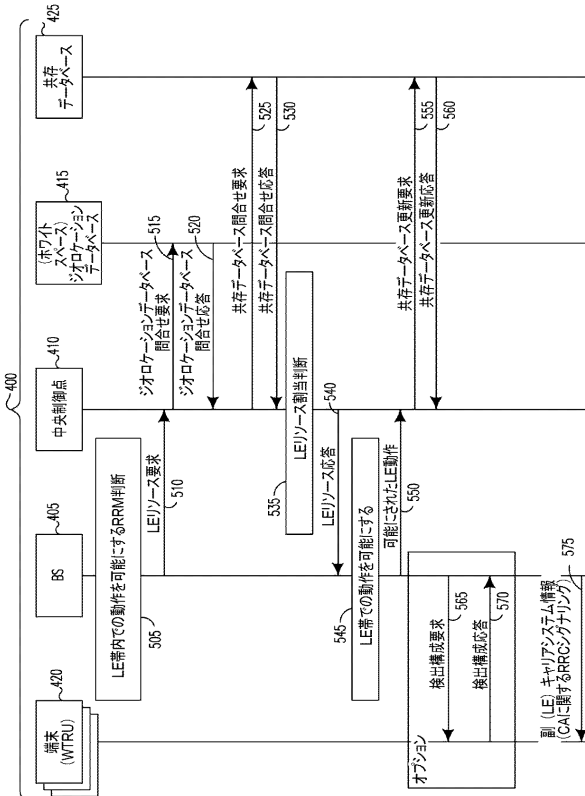 400
端末
(WTRU)
420
BS
405
中央制御点
410
(ホワイト
スペース)
ジオロケーション
データベース
415
共存
データベース
425
LE帯内での動作を可能にするRRM判断
505
LEリソース要求
510
ジオロケーションデータベース
問合せ要求
515
ジオロケーションデータベース
問合せ応答
520
共存データベース問合せ要求
525
共存データベース問合せ応答
530
LEリソース割当判断
535
LEリソース応答
540
LE帯での動作を可能にする
545
可能にされたLE動作
550
共存データベース更新要求
555
共存データベース更新応答
560
オプション
検出構成要求
565
検出構成応答
570
副(LE)キャリアシステム情報
(CAに関するRRCシグナリング)
575